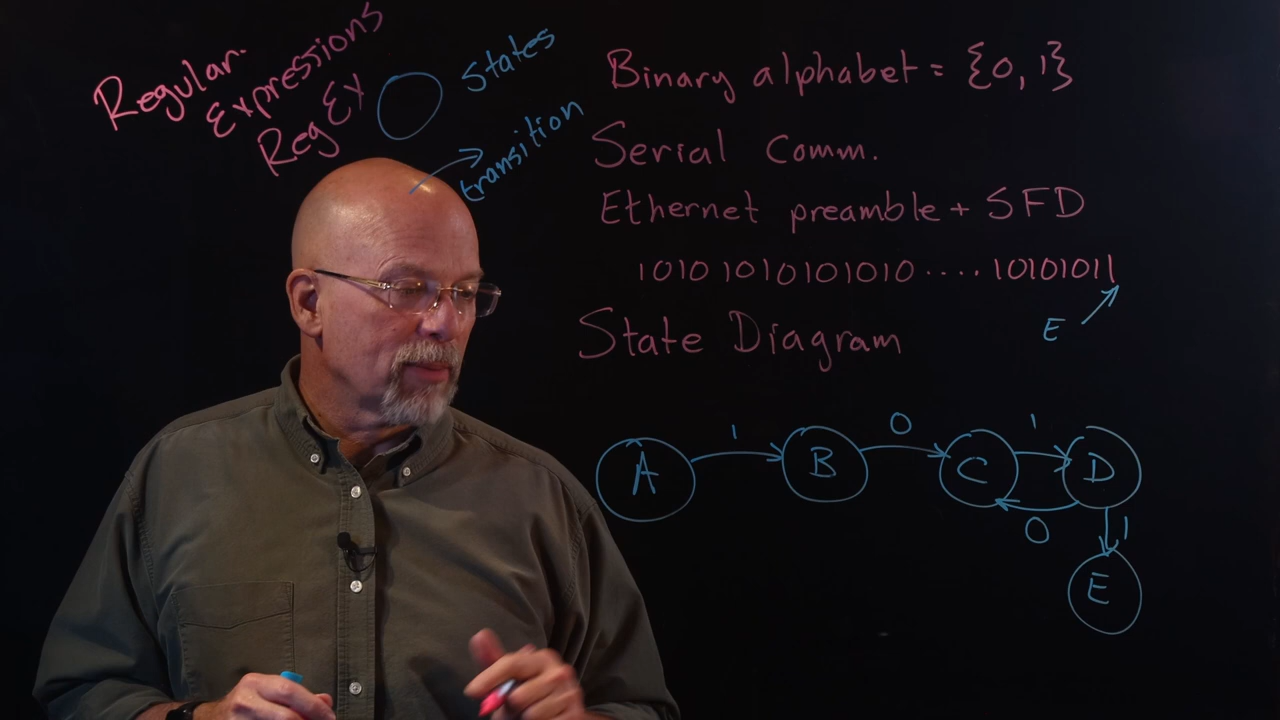 Regular
Expressions
RegEx
States
transition
Binary alphabet = {0, 1}
Serial Comm.
Ethernet preamble + SFD
1010 1010101010 .... 10101011
E
State Diagram
1
0
1
A
B
C
D
0
1
E